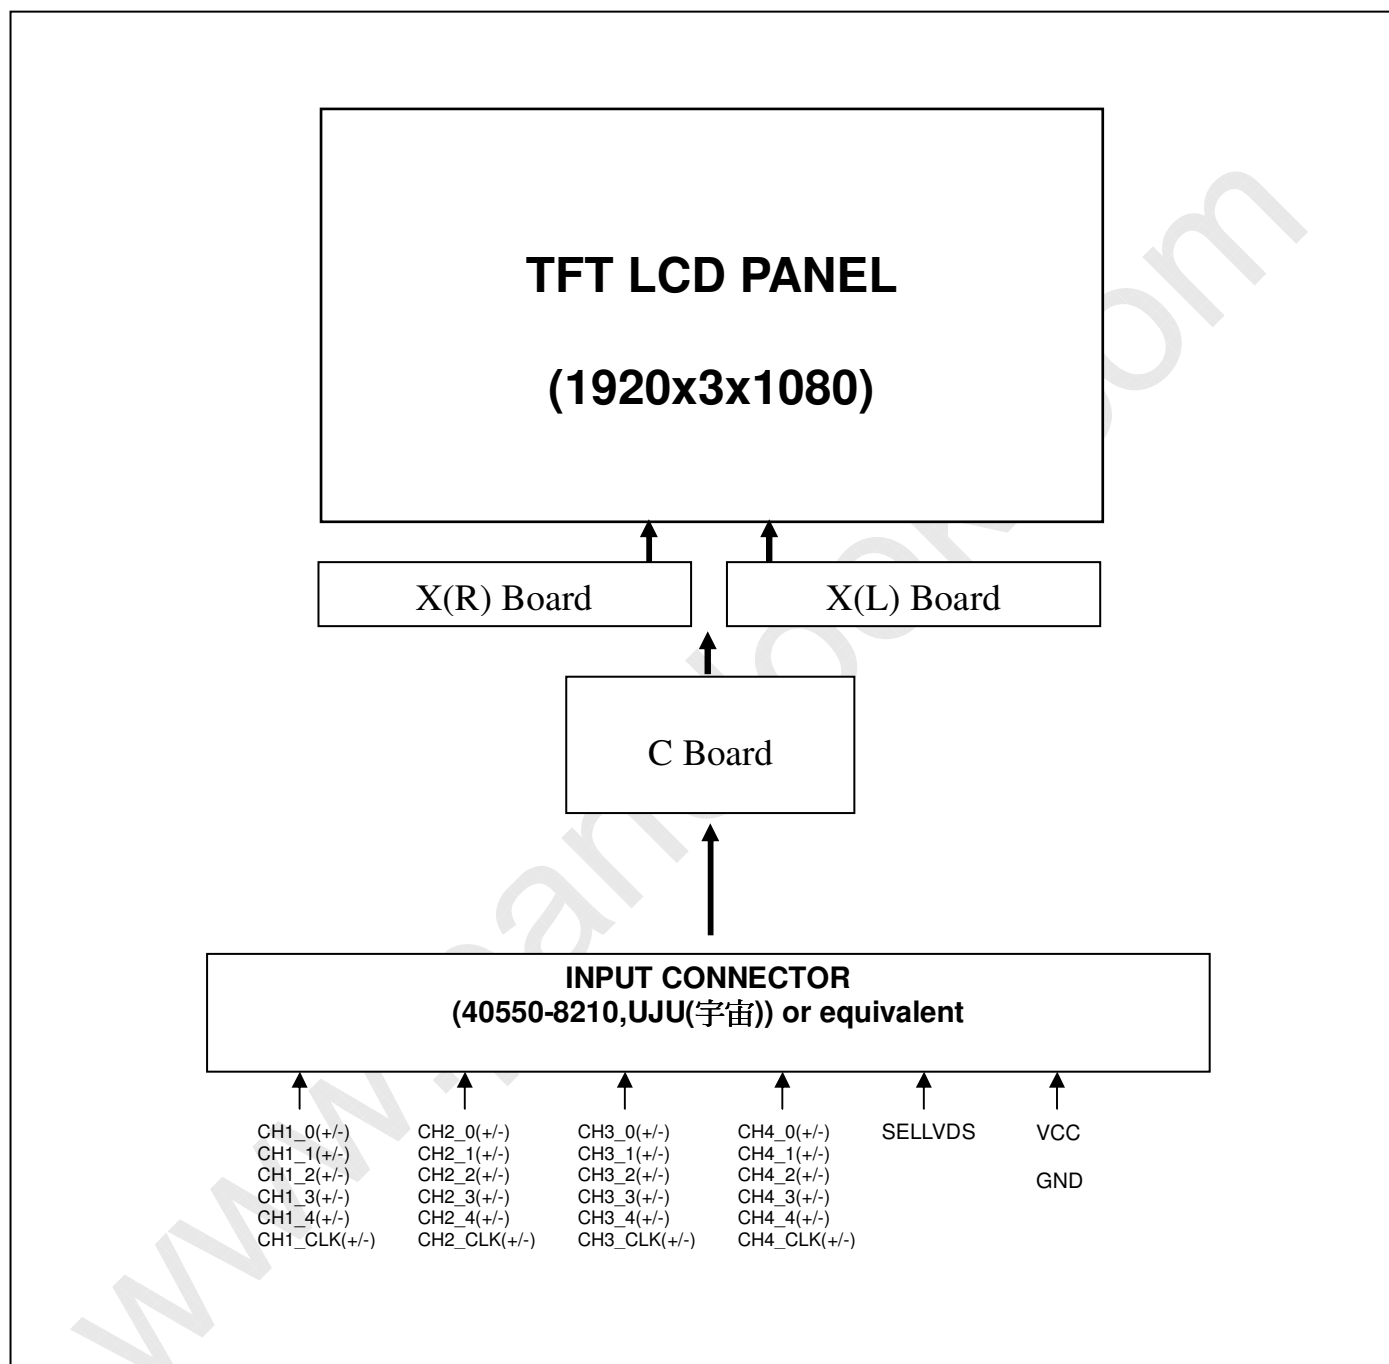 TFT LCD PANEL
(1920x3x1080)
X(R) Board
X(L) Board
C Board
INPUT CONNECTOR
(40550-8210,UJU(宇宙)) or equivalent
CH1_0(+/-)
CH1_1(+/-)
CH1_2(+/-)
CH1_3(+/-)
CH1_4(+/-)
CH1_CLK(+/-)
CH2_0(+/-)
CH2_1(+/-)
CH2_2(+/-)
CH2_3(+/-)
CH2_4(+/-)
CH2_CLK(+/-)
CH3_0(+/-)
CH3_1(+/-)
CH3_2(+/-)
CH3_3(+/-)
CH3_4(+/-)
CH3_CLK(+/-)
CH4_0(+/-)
CH4_1(+/-)
CH4_2(+/-)
CH4_3(+/-)
CH4_4(+/-)
CH4_CLK(+/-)
SELLVDS
VCC
GND